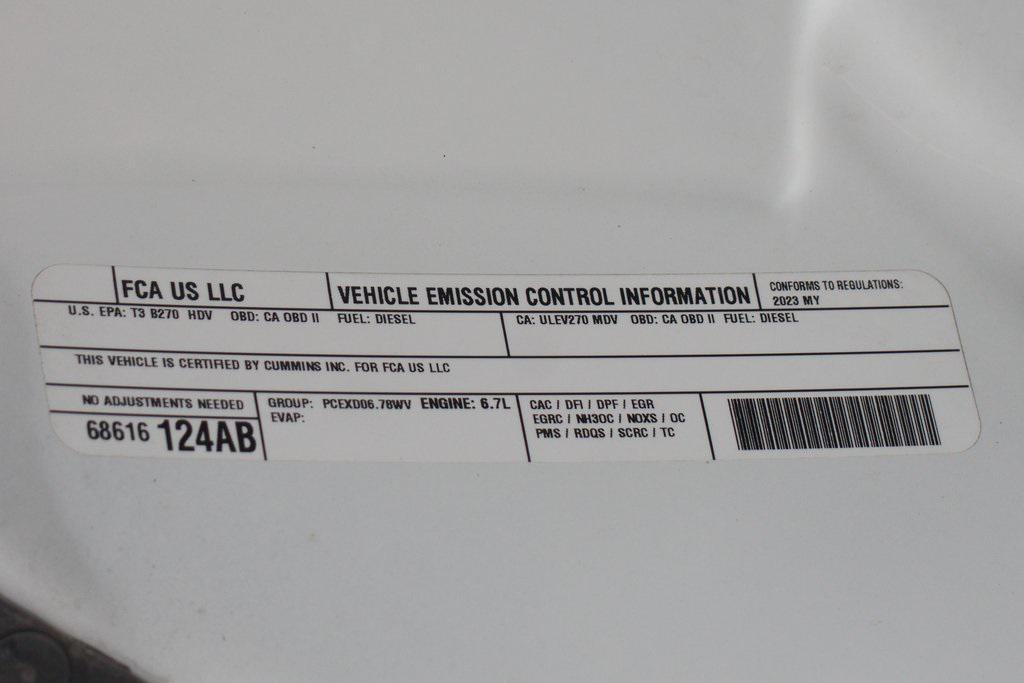 FCA US LLC
VEHICLE EMISSION CONTROL INFORMATION
CONFORMS TO REGULATIONS:
2023 MY
U.S. EPA: T3 B270 HDV OBD: CA OBD II FUEL: DIESEL
CA: ULEV270 MDV OBD: CA OBD II FUEL: DIESEL
THIS VEHICLE IS CERTIFIED BY CUMMINS INC. FOR FCA US LLC
NO ADJUSTMENTS NEEDED
68616 124AB
GROUP: PCEXD06.78WV ENGINE: 6.7L
EVAP:
CAC / DFI / DPF / EGR
EGRC / NH3OC / NOXS / OC
PMS / RDQS / SCRC / TC